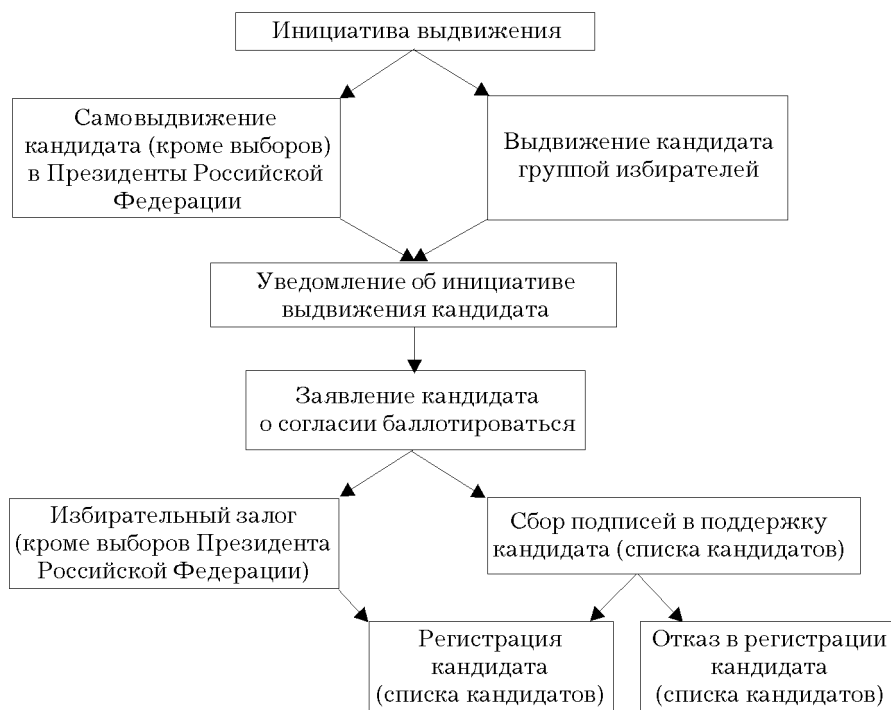 Инициатива выдвижения
Самовыдвижение
кандидата (кроме выборов)
в Президенты Российской
Федерации
Выдвижение кандидата
группой избирателей
Уведомление об инициативе
выдвижения кандидата
Заявление кандидата
о согласии баллотироваться
Избирательный залог
(кроме выборов Президента
Российской Федерации)
Сбор подписей в поддержку
кандидата (списка кандидатов)
Регистрация
кандидата
(списка кандидатов)
Отказ в регистрации
кандидата
(списка кандидатов)